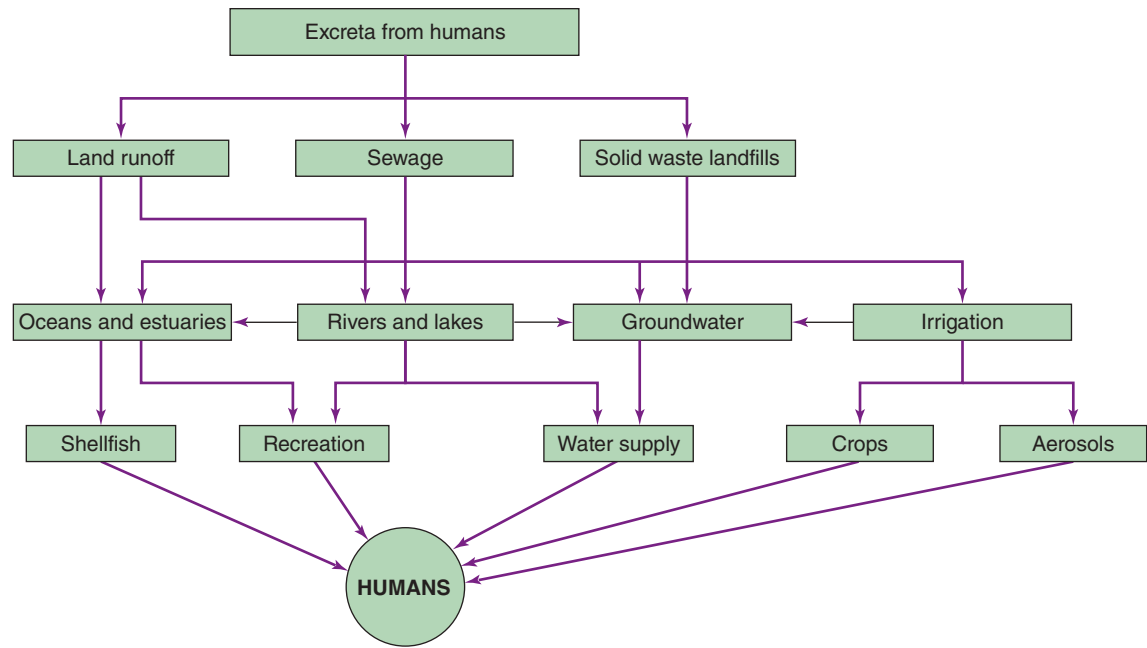 Excreta from humans
Land runoff
Sewage
Solid waste landfills
Oceans and estuaries
Rivers and lakes
Groundwater
Irrigation
Shellfish
Recreation
Water supply
Crops
Aerosols
HUMANS